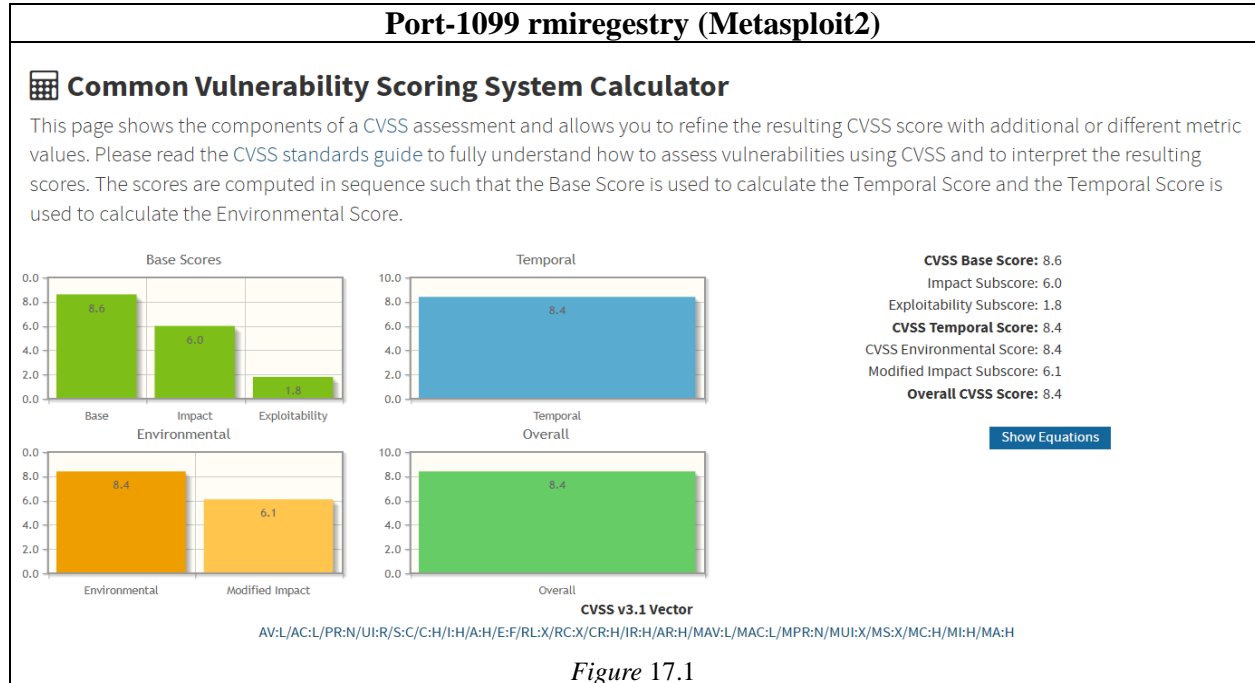 Port-1099 rmiregestry (Metasploit2)
Common Vulnerability Scoring System Calculator
This page shows the components of a CVSS assessment and allows you to refine the resulting CVSS score with additional or different metric
values. Please read the CVSS standards guide to fully understand how to assess vulnerabilities using CVSS and to interpret the resulting
scores. The scores are computed in sequence such that the Base Score is used to calculate the Temporal Score and the Temporal Score is
used to calculate the Environmental Score.
Base Scores
0.0
8.0
6.0
4.0
2.0
0.0
8.6
6.0
1.8
Base Impact Exploitability
Temporal
10.0
8.0
6.0
4.0
2.0
0.0
8.4
Temporal
CVSS Base Score: 8.6
Impact Subscore: 6.0
Exploitability Subscore: 1.8
CVSS Temporal Score: 8.4
CVSS Environmental Score: 8.4
Modified Impact Subscore: 6.1
Overall CVSS Score: 8.4
Show Equations
Environmental
0.0
8.0
6.0
4.0
2.0
0.0
8.4
6.1
Environmental Modified Impact
Overall
10.0
8.0
6.0
4.0
2.0
0.0
8.4
Overall
CVSS v3.1 Vector
AV:L/AC:L/PR:N/UI:R/S:C/C:H/I:H/A:H/E:F/RL:X/RC:X/CR:H/IR:H/AR:H/MAV:L/MAC:L/MPR:N/MUI:X/MS:X/MC:H/MI:H/MA:H
Figure 17.1